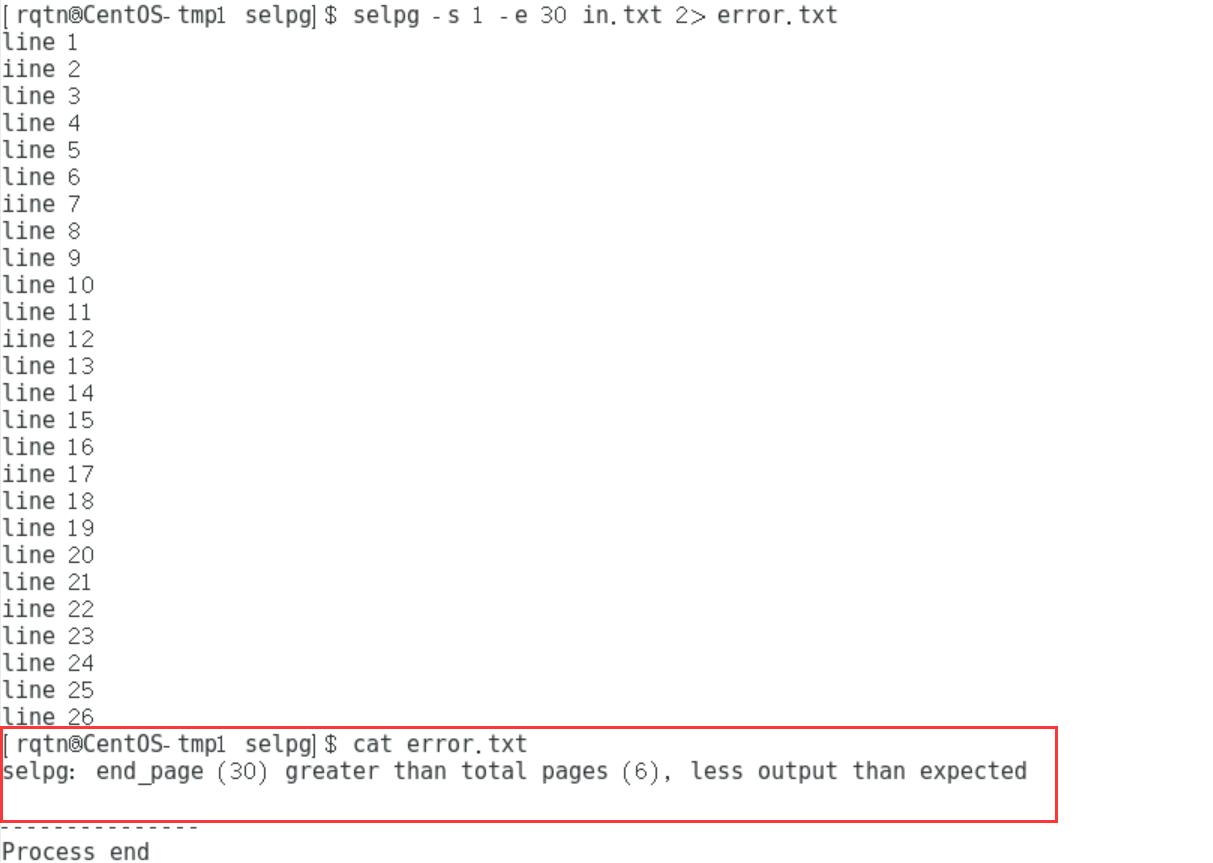 [rqtn@CentOS-tmp1 selpg]$ selpg -s 1 -e 30 in.txt 2> error.txt
line 1
iine 2
line 3
line 4
line 5
line 6
iine 7
line 8
line 9
line 10
line 11
iine 12
line 13
line 14
line 15
line 16
iine 17
line 18
line 19
line 20
line 21
iine 22
line 23
line 24
line 25
line 26
[rqtn@CentOS-tmp1 selpg]$ cat error.txt
selpg: end_page (30) greater than total pages (6), less output than expected
---------------
Process end